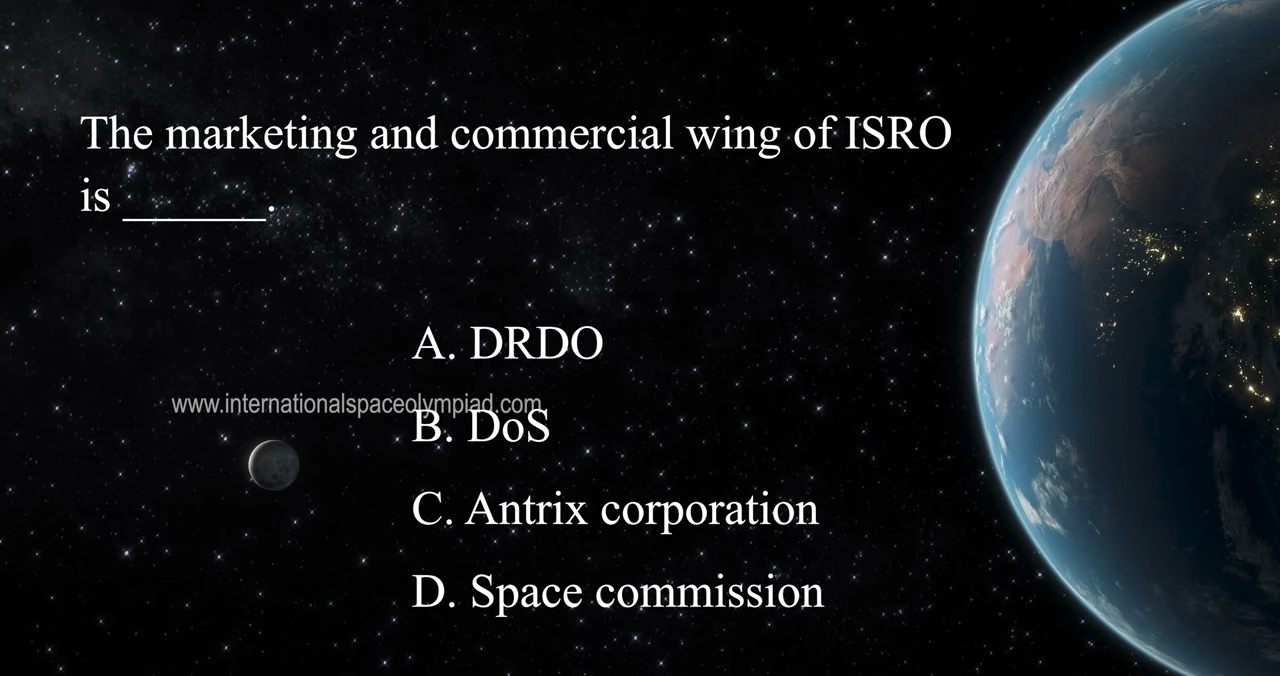 The marketing and commercial wing of ISRO
is ______.
A. DRDO
www.internationalspaceolympiad.com
B. DoS
C. Antrix corporation
D. Space commission